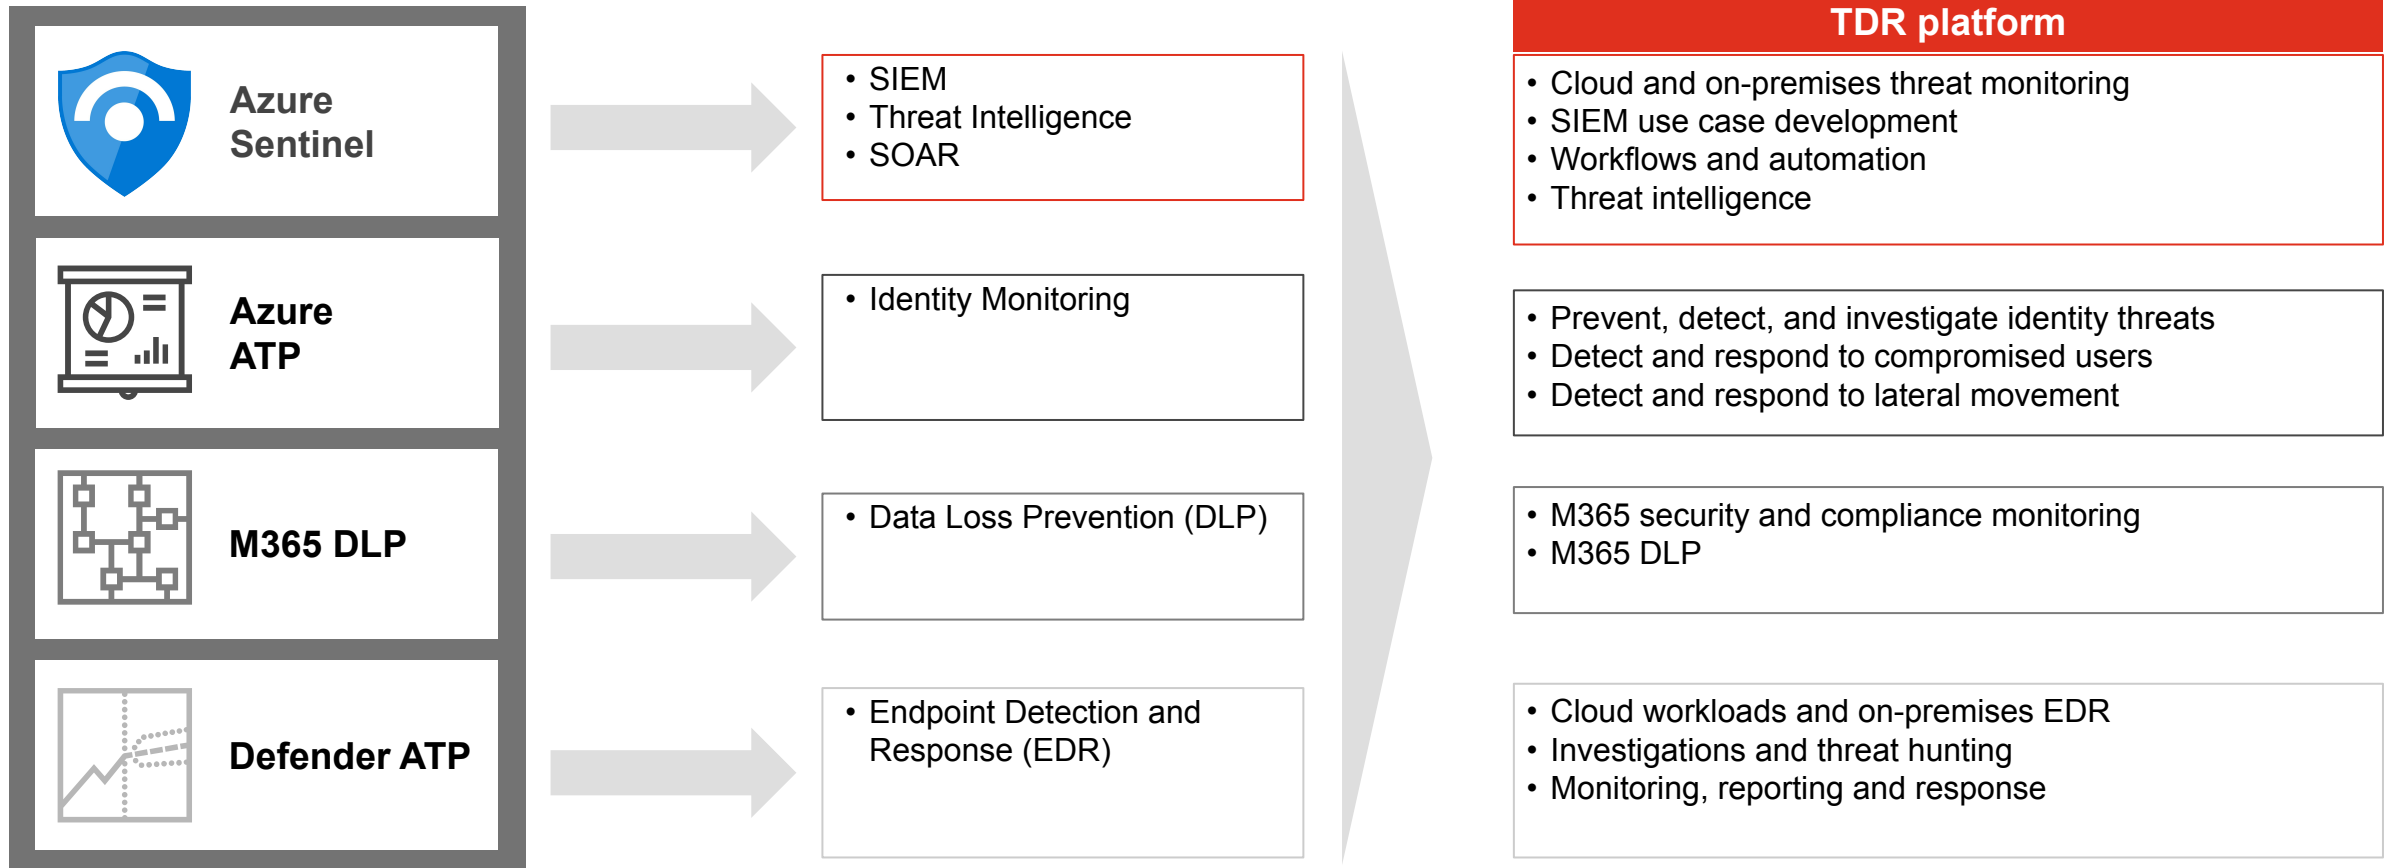 TDR platform
Azure
Sentinel
• SIEM
• Threat Intelligence
• SOAR
• Cloud and on-premises threat monitoring
• SIEM use case development
• Workflows and automation
• Threat intelligence
Azure
ATP
• Identity Monitoring
• Prevent, detect, and investigate identity threats
• Detect and respond to compromised users
• Detect and respond to lateral movement
M365 DLP
• Data Loss Prevention (DLP)
• M365 security and compliance monitoring
• M365 DLP
Defender ATP
• Endpoint Detection and
Response (EDR)
• Cloud workloads and on-premises EDR
• Investigations and threat hunting
• Monitoring, reporting and response